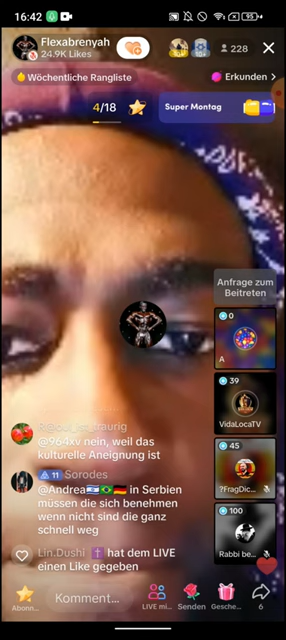 16:42
95
Flexabrenyah
24.9K Likes
228
Wöchentliche Rangliste
Erkunden >
4/18
Super Montag
Anfrage zum
Beitreten
0
A
39
VidaLocaTV
45
?FragDic...
100
Rabbi be...
@964xv nein, weil das
kulturelle Aneignung ist
11 Sorodes
@Andrea🇮🇱🇧🇷🇩🇪 in Serbien
müssen die sich benehmen
wenn nicht sind die ganz
schnell weg
Lin.Dushi ✝️ hat dem LIVE
einen Like gegeben
Abonn...
Komment...
LIVE mi...
Senden
Gesche...
6